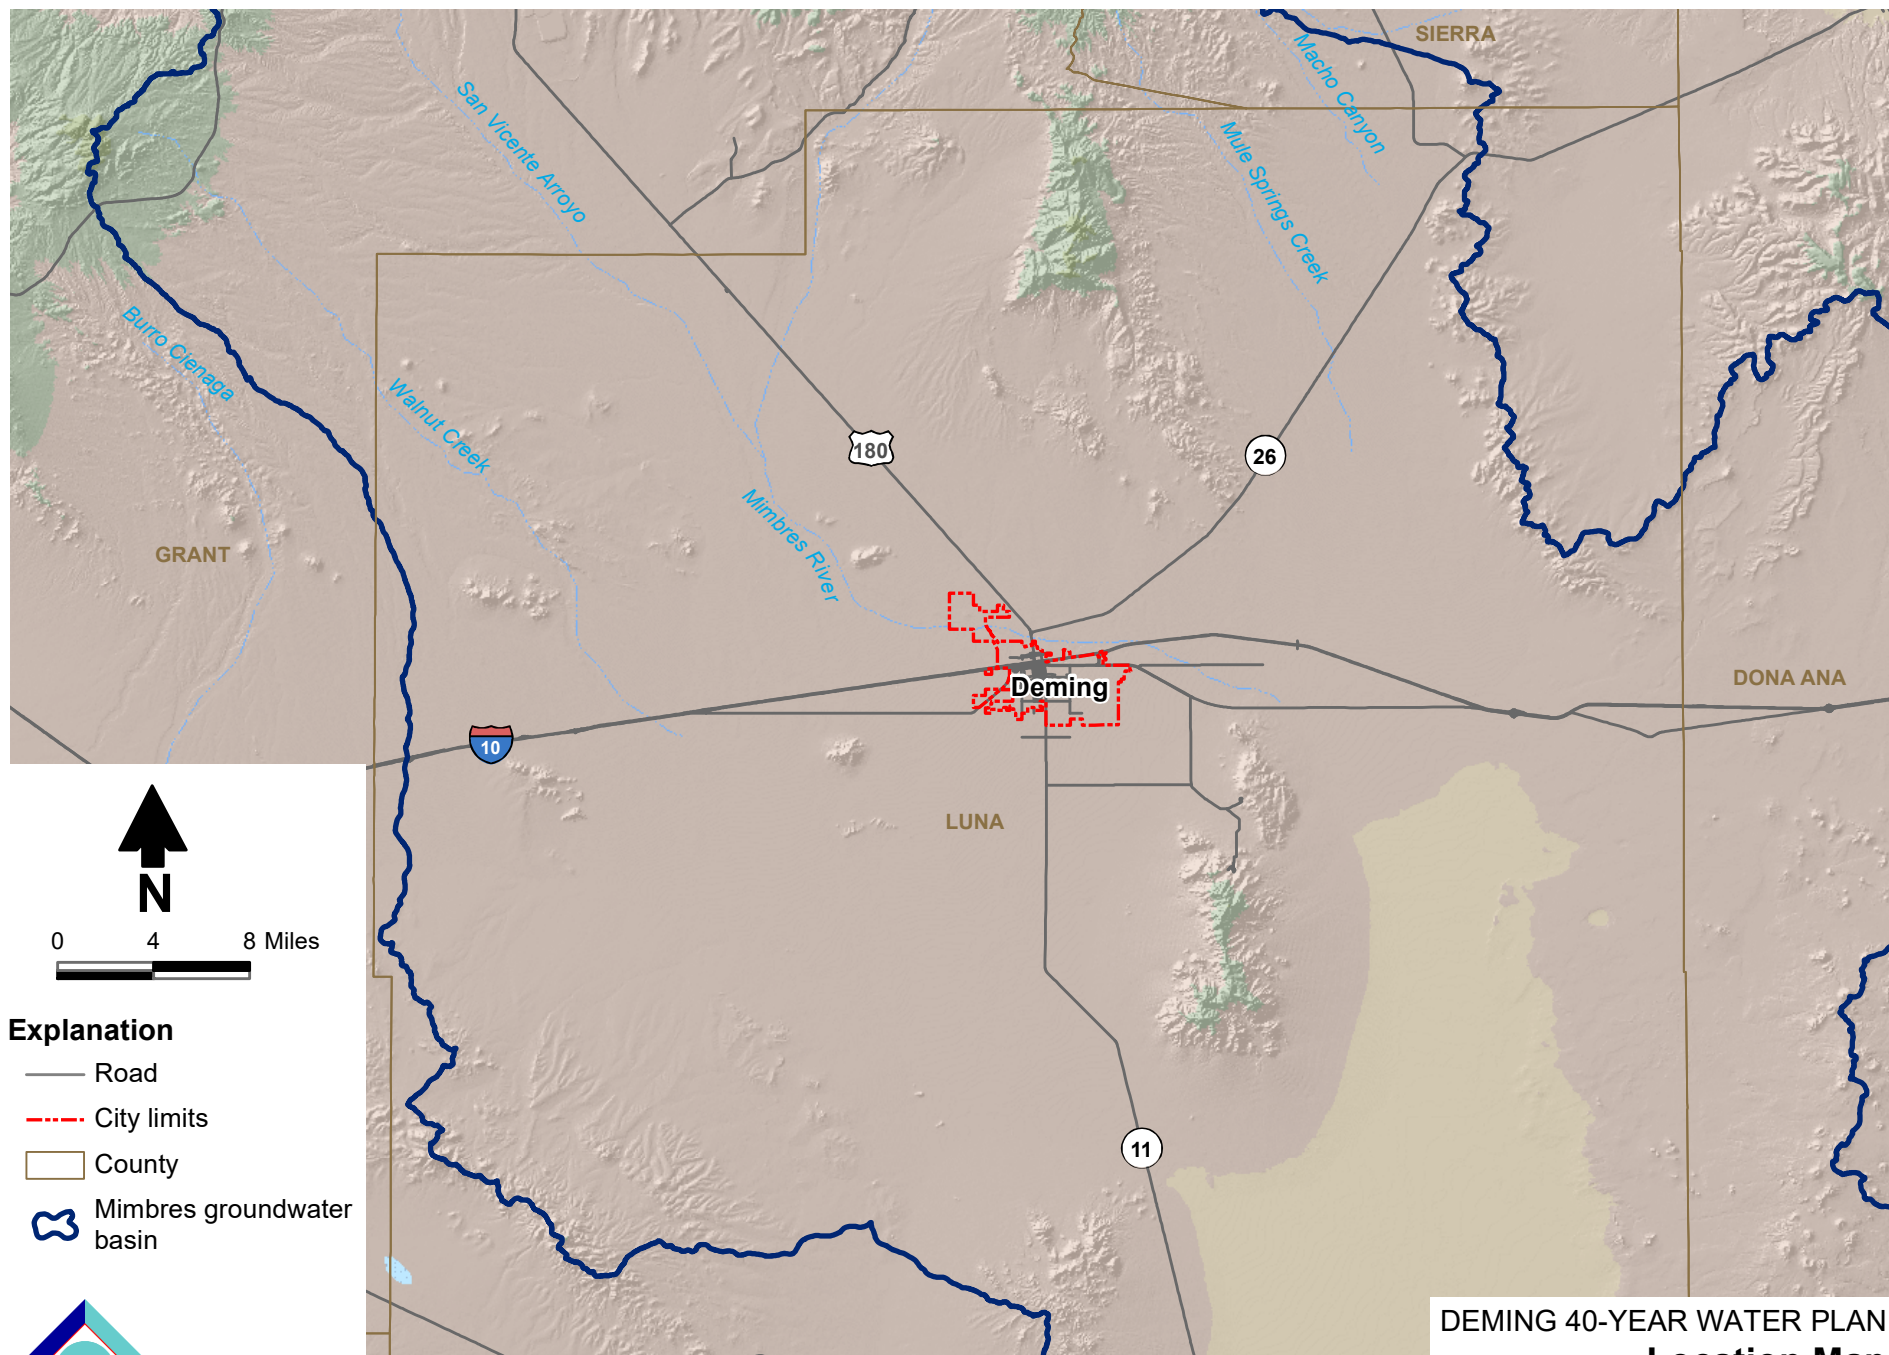 SIERRA
Macho Canyon
San Vicente Arroyo
Mule Springs Creek
Burro Cienaga
Walnut Creek
180
26
Mimbres River
GRANT
Deming
DONA ANA
10
LUNA
N
0 4 8 Miles
Explanation
Road
City limits
County
11
Mimbres groundwater
basin
DEMING 40-YEAR WATER PLAN
Location Map